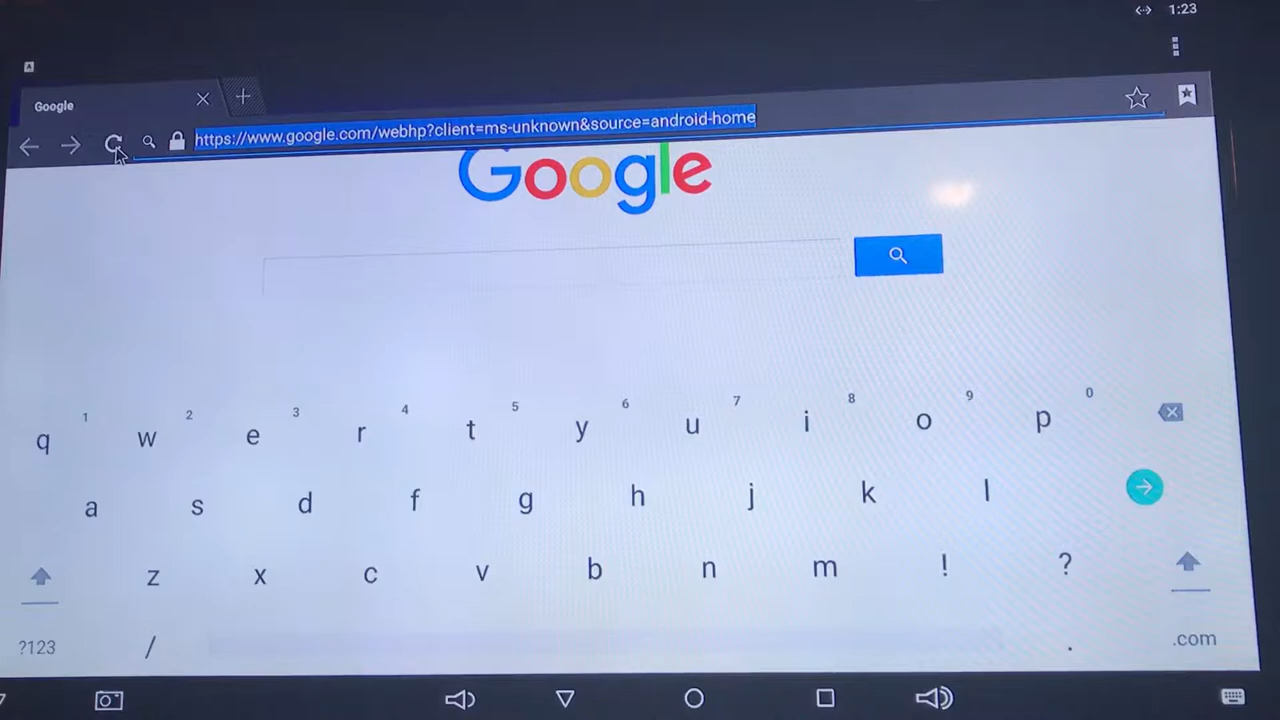 1:23
A
Google
https://www.google.com/webhp?client=ms-unknown&source=android-home
Google
1 2 3 4 5 6 7 8 9 0
q w e r t y u i o p
a s d f g h j k l
z x c v b n m ! ?
?123 / . .com